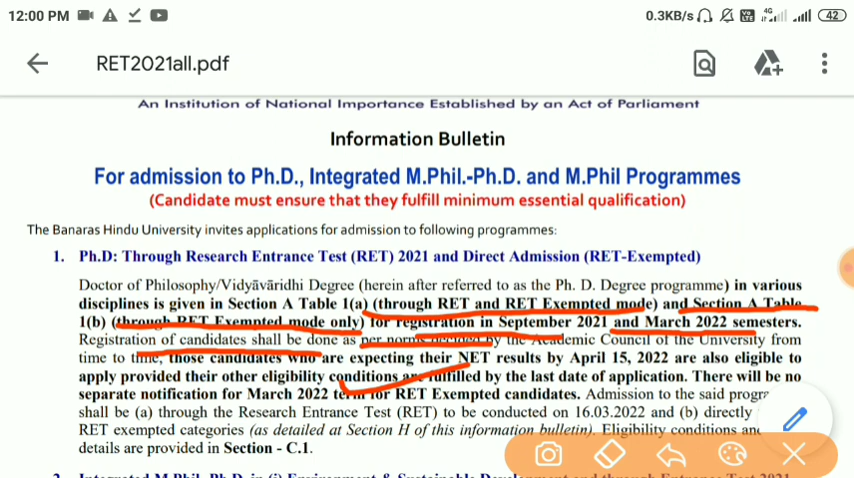 12:00 PM
0.3KB/s
Vo LTE
4G
42
RET2021all.pdf
An Institution of National Importance Established by an Act of Parliament
Information Bulletin
For admission to Ph.D., Integrated M.Phil.-Ph.D. and M.Phil Programmes
(Candidate must ensure that they fulfill minimum essential qualification)
The Banaras Hindu University invites applications for admission to following programmes:
1. Ph.D: Through Research Entrance Test (RET) 2021 and Direct Admission (RET-Exempted)
Doctor of Philosophy/Vidyāvāridhi Degree (herein after referred to as the Ph. D. Degree programme) in various
disciplines is given in Section A Table 1(a) (through RET and RET Exempted mode) and Section A Table
1(b) (through RET Exempted mode only) for registration in September 2021 and March 2022 semesters.
Registration of candidates shall be done as per norms by the Academic Council of the University from
time to time, those candidates who are expecting their NET results by April 15, 2022 are also eligible to
apply provided their other eligibility conditions are fulfilled by the last date of application. There will be no
separate notification for March 2022 term for RET Exempted candidates. Admission to the said
shall be (a) through the Research Entrance Test (RET) to be conducted on 16.03.2022 and (b) directly
RET exempted categories (as detailed at Section H of this information bulletin). Eligibility conditions and
details are provided in Section - C.1.